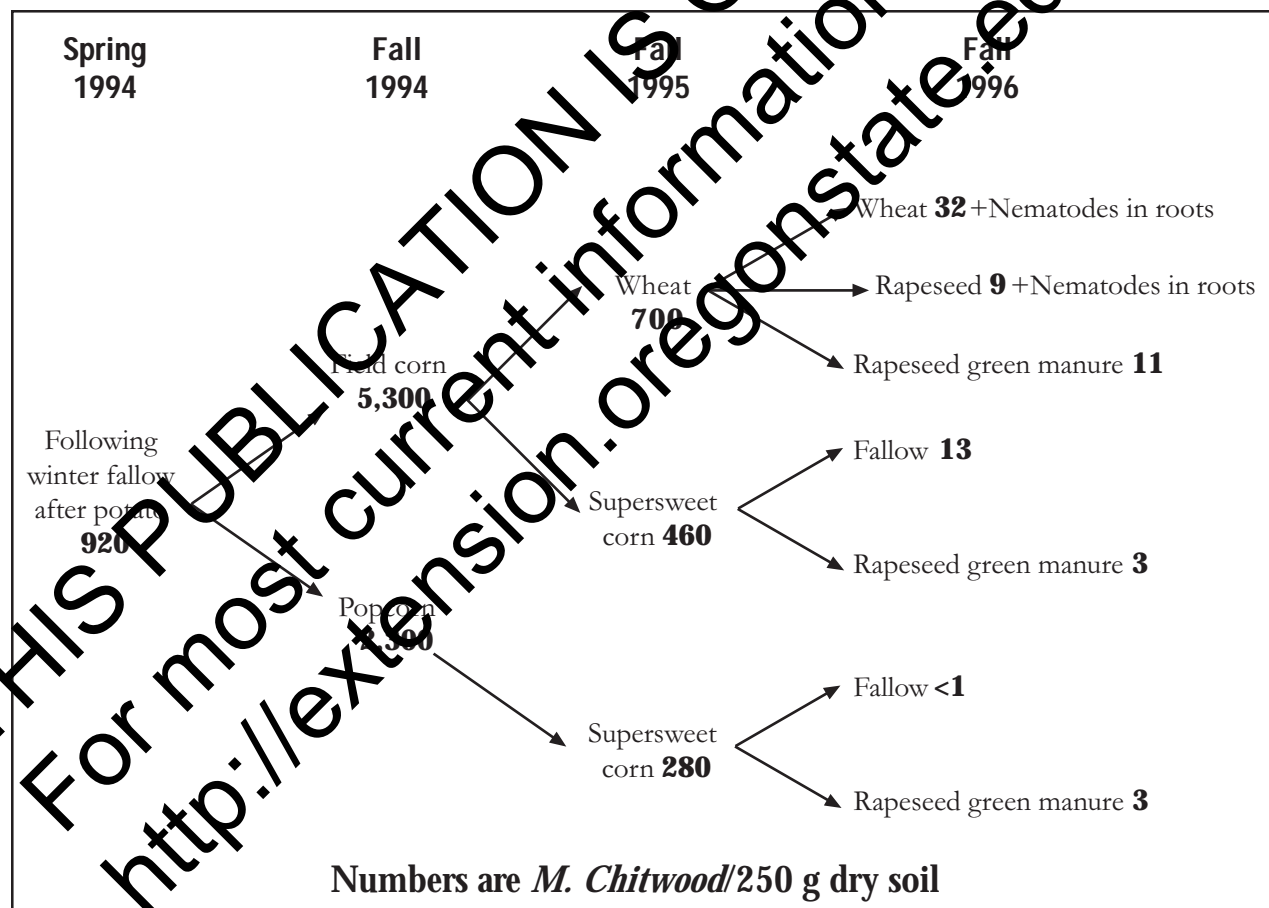 Spring
1994
Fall
1994
Fall
1995
Fall
1996
Wheat 32 +Nematodes in roots
Wheat
700
Rapeseed 9 +Nematodes in roots
Rapeseed green manure 11
Field corn
5,300
Following
winter fallow
after potato
920
Fallow 13
Supersweet
corn 460
Rapeseed green manure 3
Popcorn
,300
Fallow <1
Supersweet
corn 280
Rapeseed green manure 3
Numbers are M. Chitwood/250 g dry soil
THIS PUBLICATION IS
For most current information
http://extension.oregonstate.ed